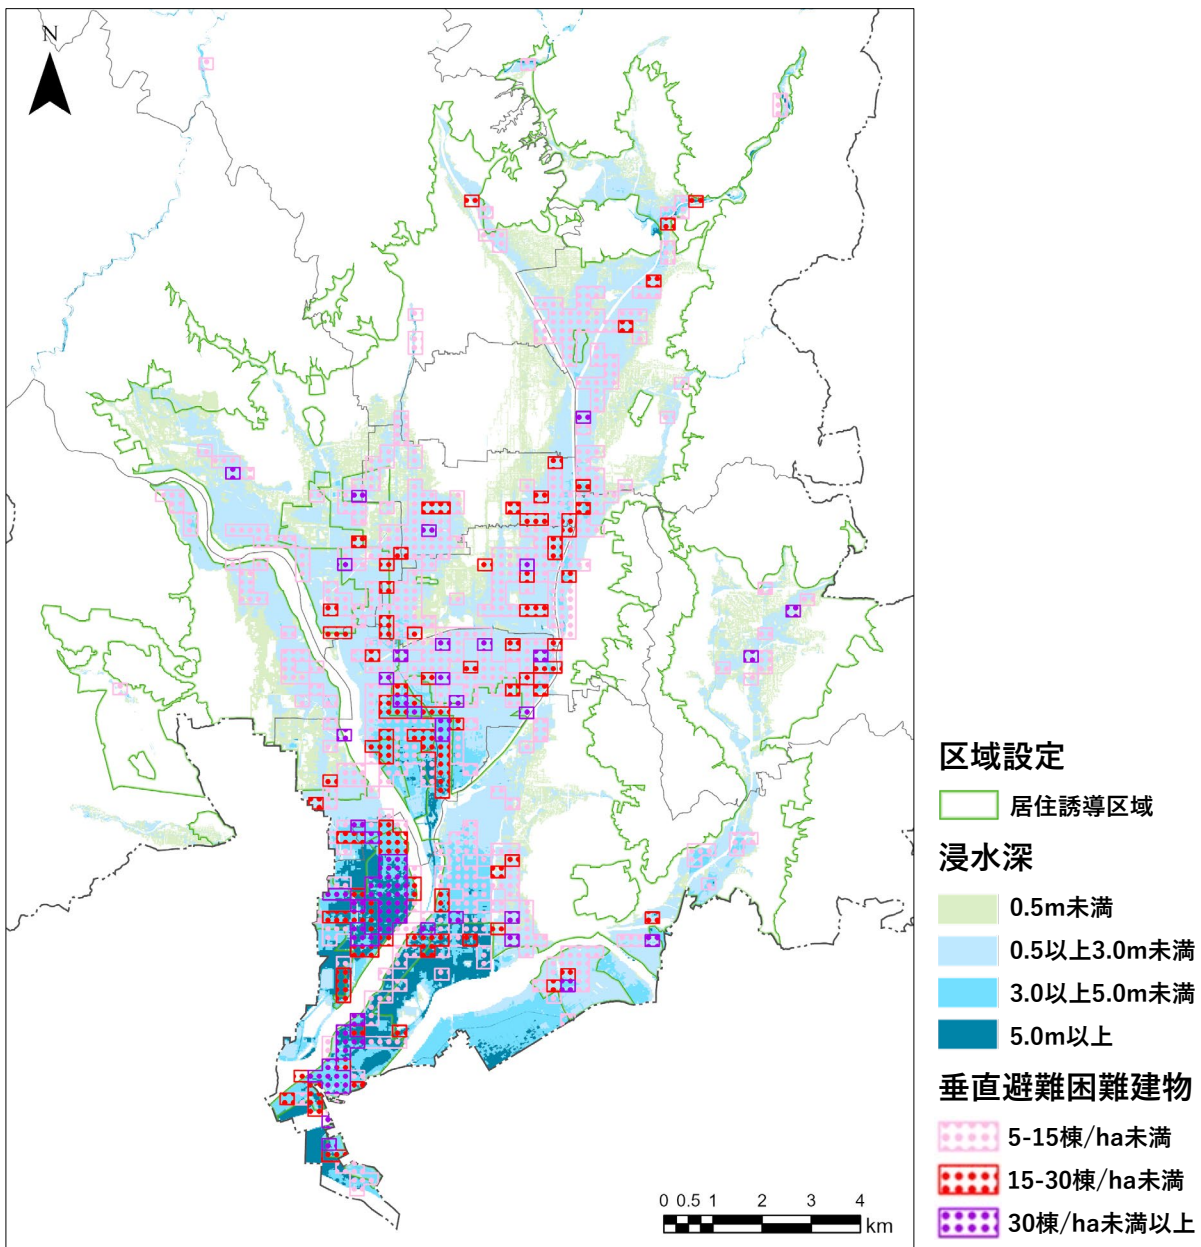 N
区域設定
居住誘導区域
浸水深
0.5m未満
0.5以上3.0m未満
3.0以上5.0m未満
5.0m以上
垂直避難困難建物
5-15棟/ha未満
15-30棟/ha未満
30棟/ha未満以上
0 0.5 1 2 3 4
km